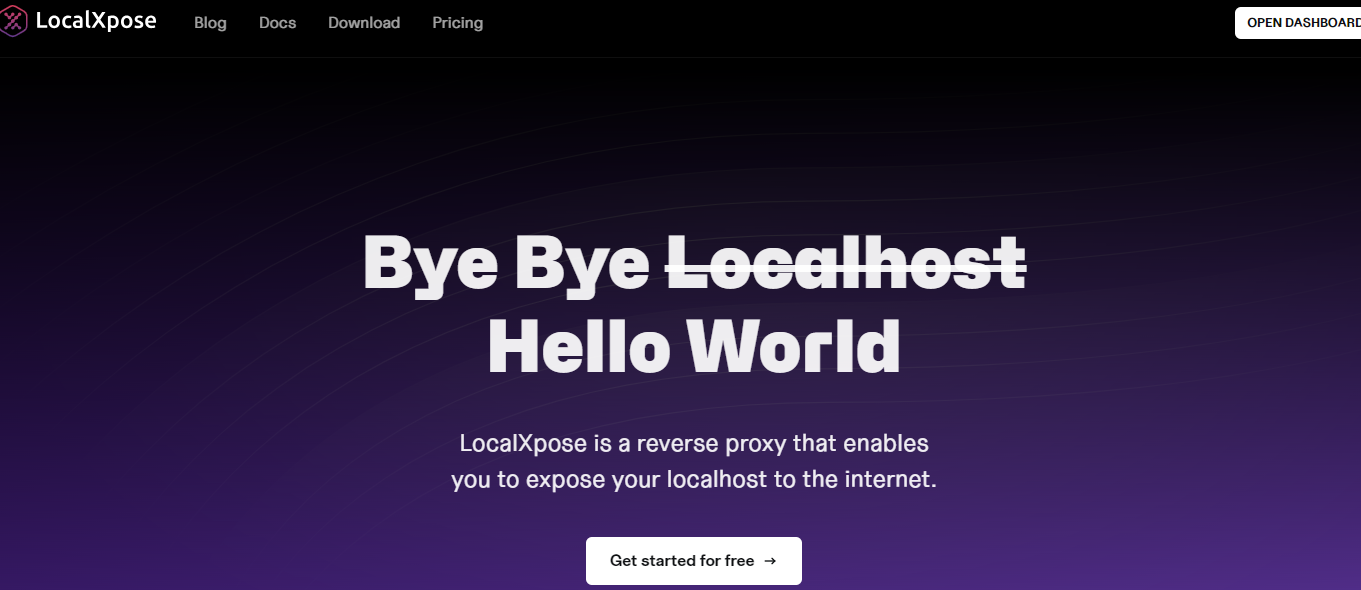 LocalXpose Blog Docs Download Pricing OPEN DASHBOARD
Bye Bye Localhost
Hello World
LocalXpose is a reverse proxy that enables
you to expose your localhost to the internet.
Get started for free →